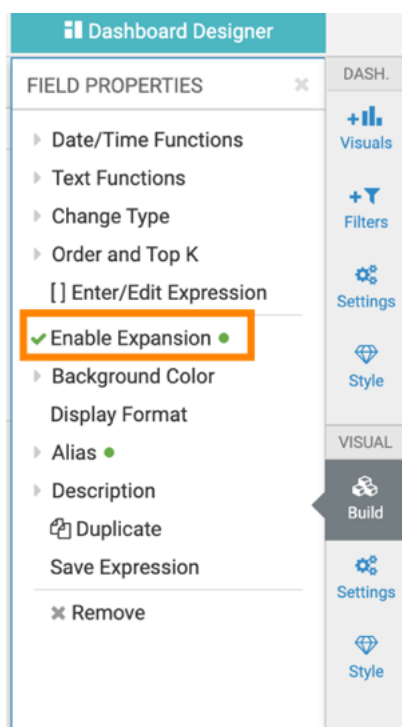 Dashboard Designer
FIELD PROPERTIES
Date/Time Functions
Text Functions
Change Type
Order and Top K
[ ] Enter/Edit Expression
Enable Expansion
Background Color
Display Format
Alias
Description
Duplicate
Save Expression
Remove
DASH.
Visuals
Filters
Settings
Style
VISUAL
Build
Settings
Style